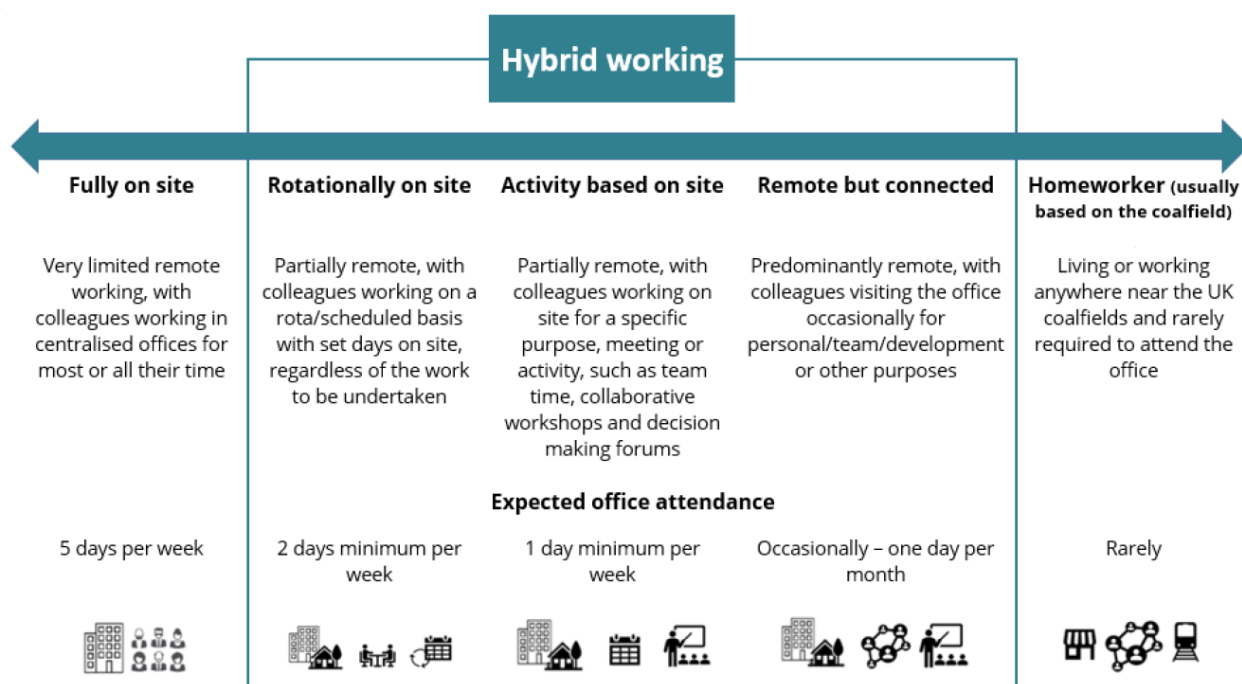 Hybrid working
Fully on site
Rotationally on site
Activity based on site
Remote but connected
Homeworker (usually
based on the coalfield)
Very limited remote
working, with
colleagues working in
centralised offices for
most or all their time
Partially remote, with
colleagues working on a
rota/scheduled basis
with set days on site,
regardless of the work
to be undertaken
Partially remote, with
colleagues working on
site for a specific
purpose, meeting or
activity, such as team
time, collaborative
workshops and decision
making forums
Predominantly remote, with
colleagues visiting the office
occasionally for
personal/team/development
or other purposes
Living or working
anywhere near the UK
coalfields and rarely
required to attend the
office
Expected office attendance
5 days per week
2 days minimum per
week
1 day minimum per
week
Occasionally – one day per
month
Rarely